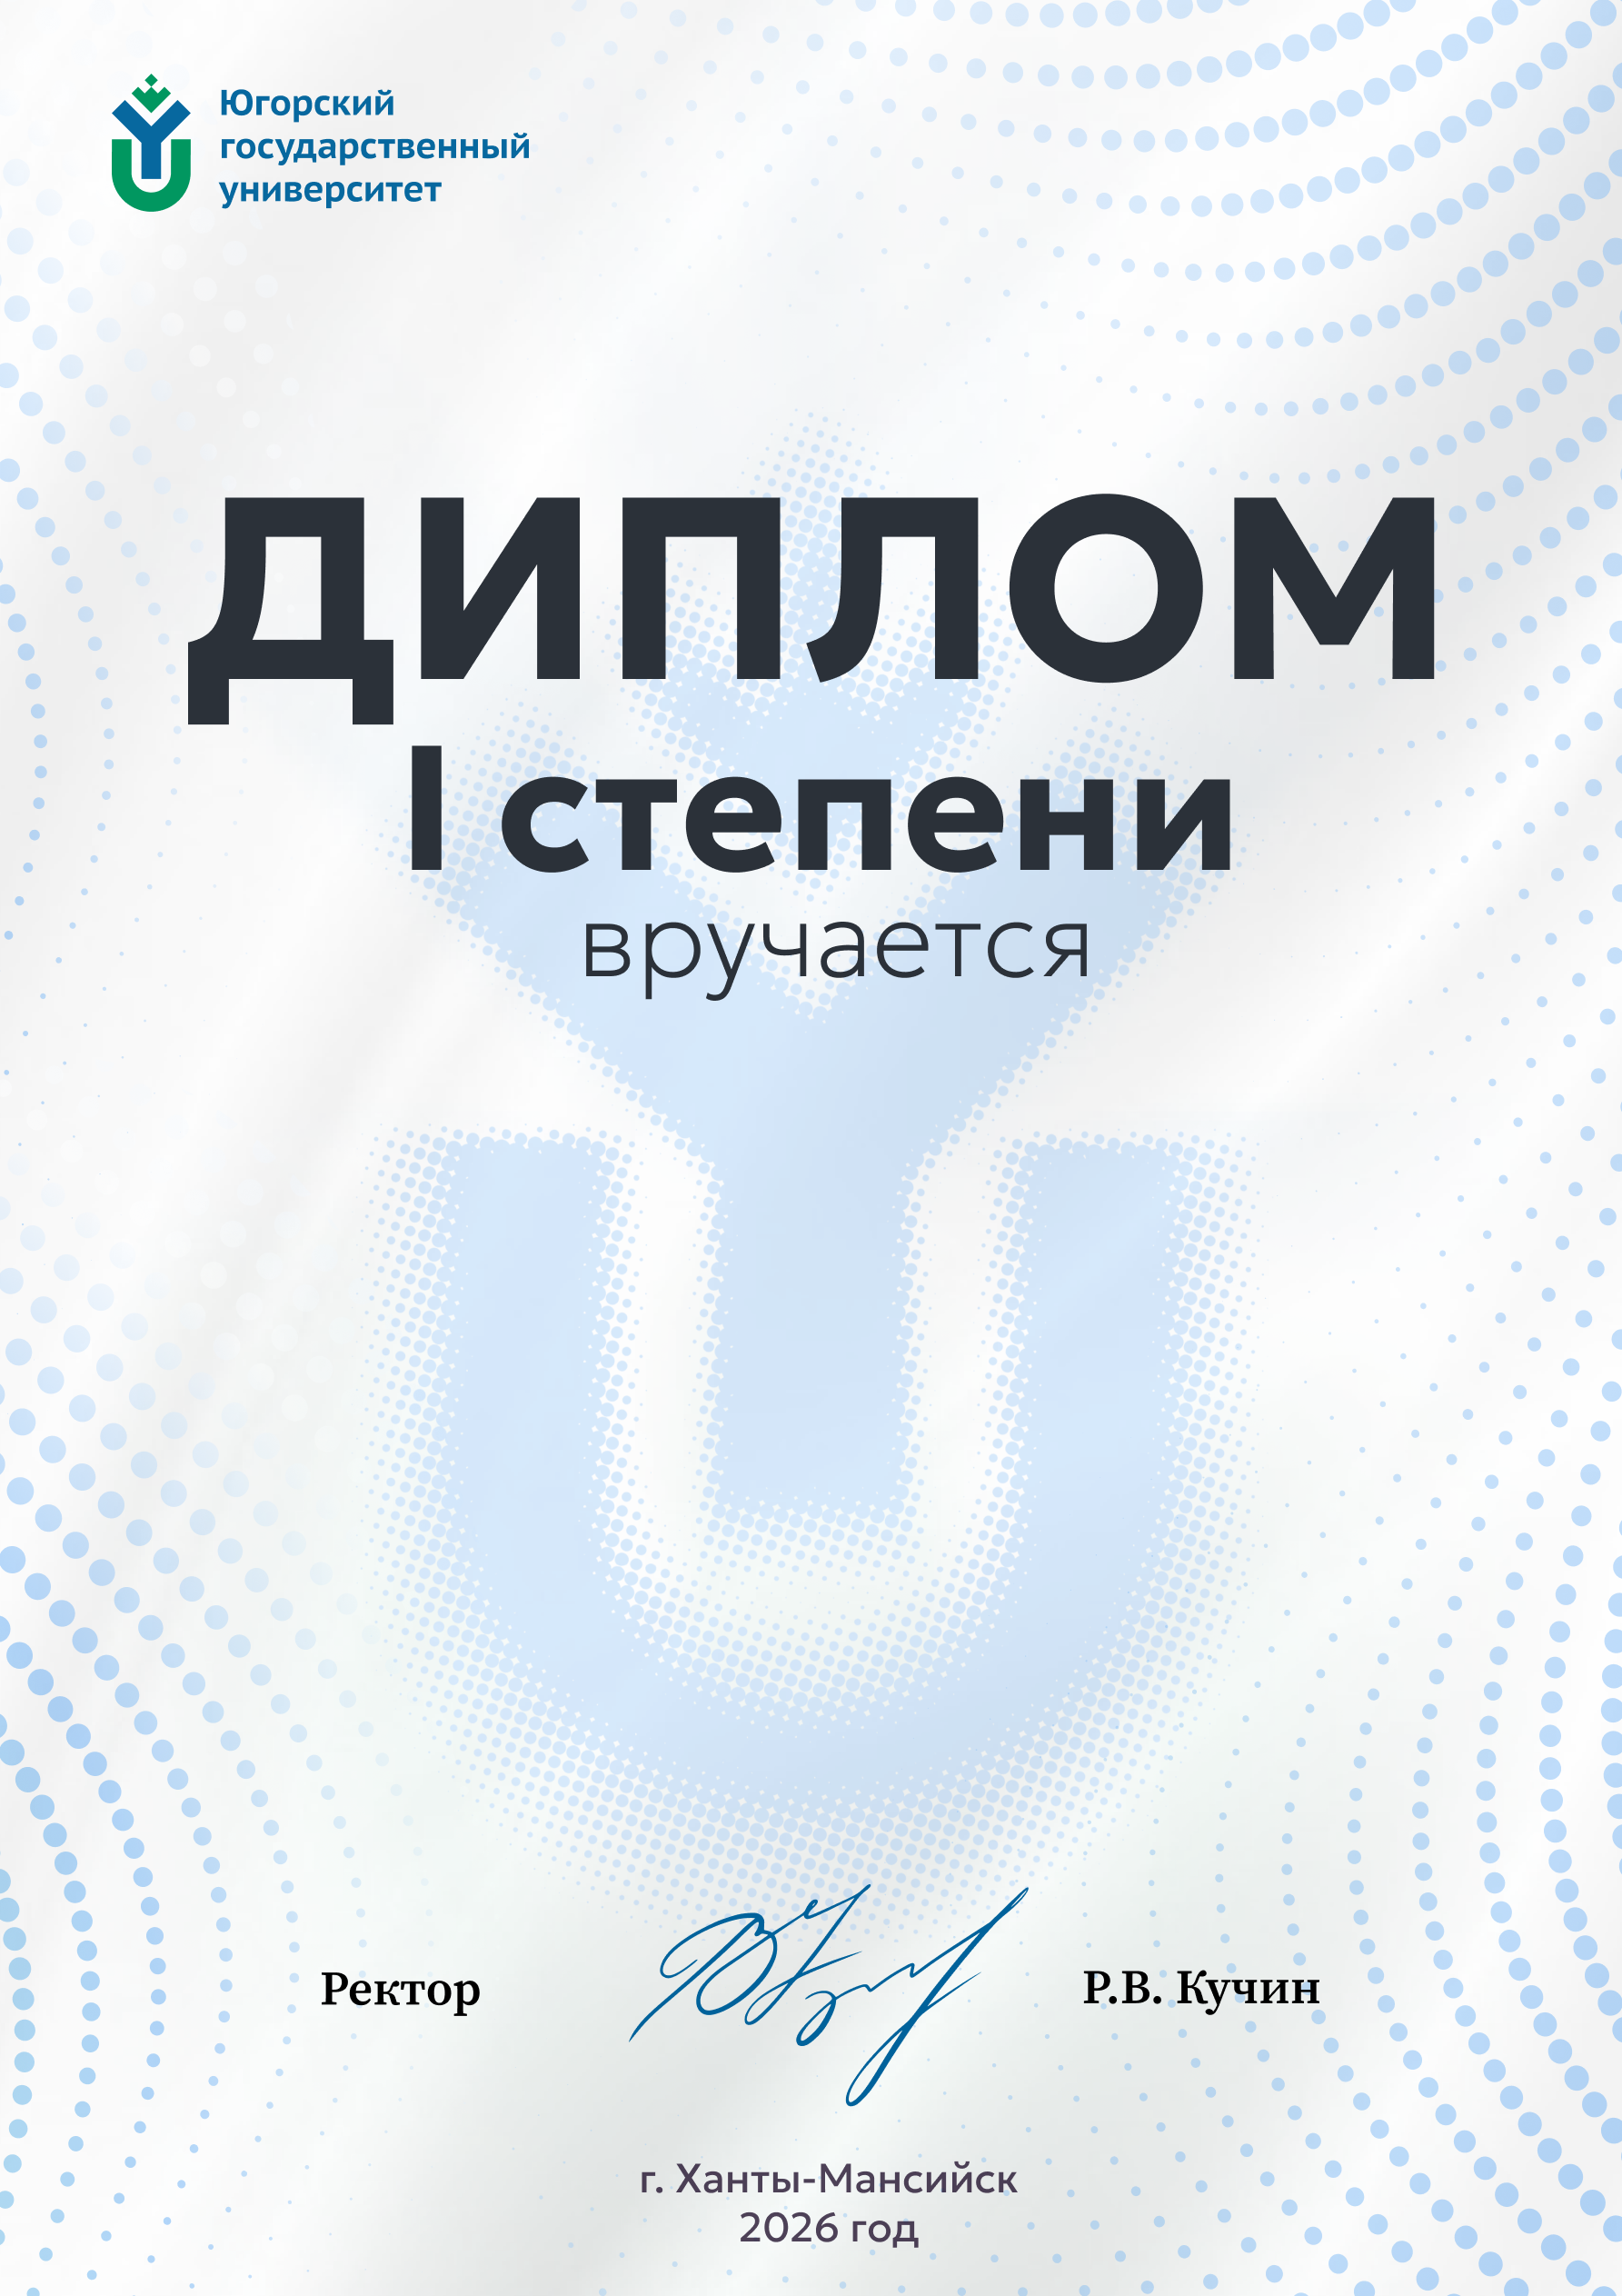 Югорский
государственный
университет
ДИПЛОМ
I степени
вручается
Ректор
Р.В. Кучин
г. Ханты-Мансийск
2026 год